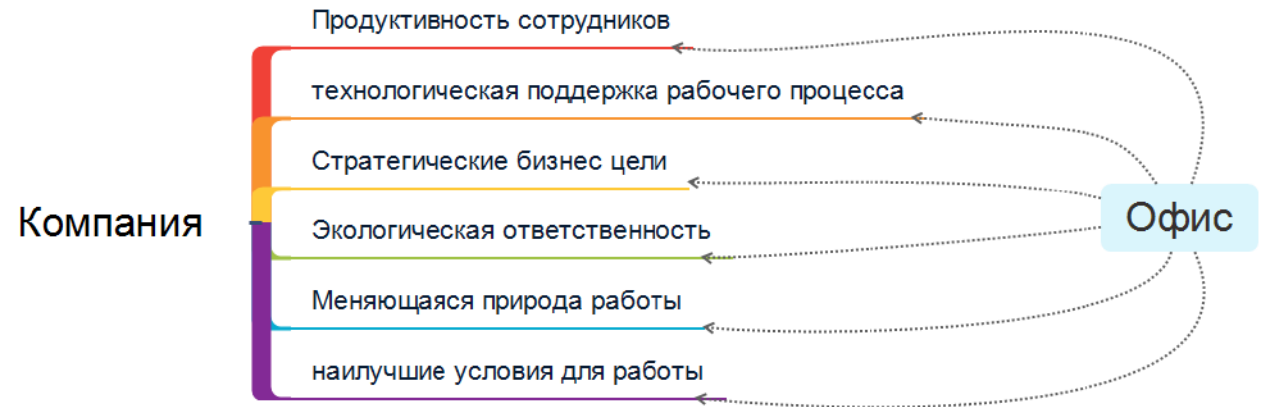 Продуктивность сотрудников
технологическая поддержка рабочего процесса
Стратегические бизнес цели
Компания
Экологическая ответственность
Офис
Меняющаяся природа работы
наилучшие условия для работы